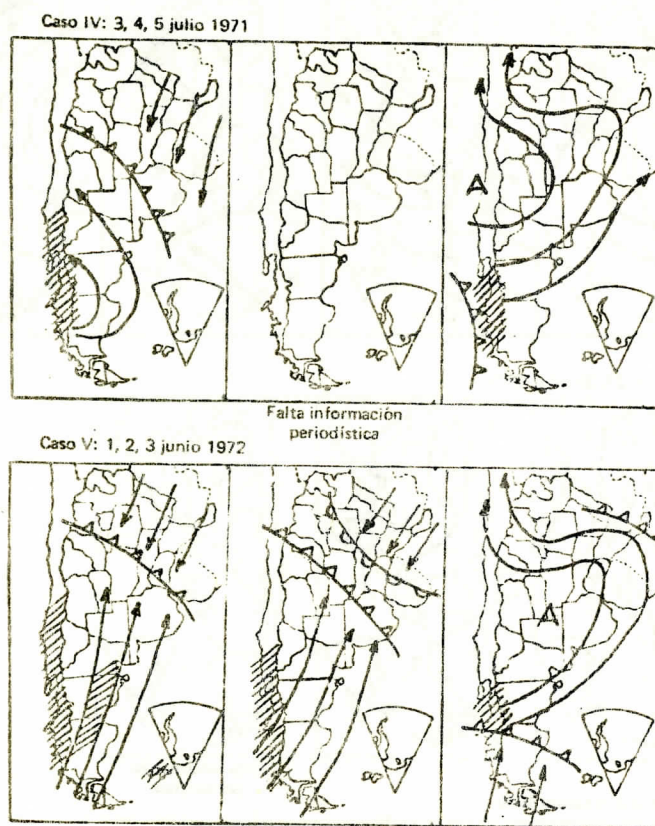 Caso IV: 3, 4, 5 julio 1971
A
Falta información
periodística
Caso V: 1, 2, 3 junio 1972
A